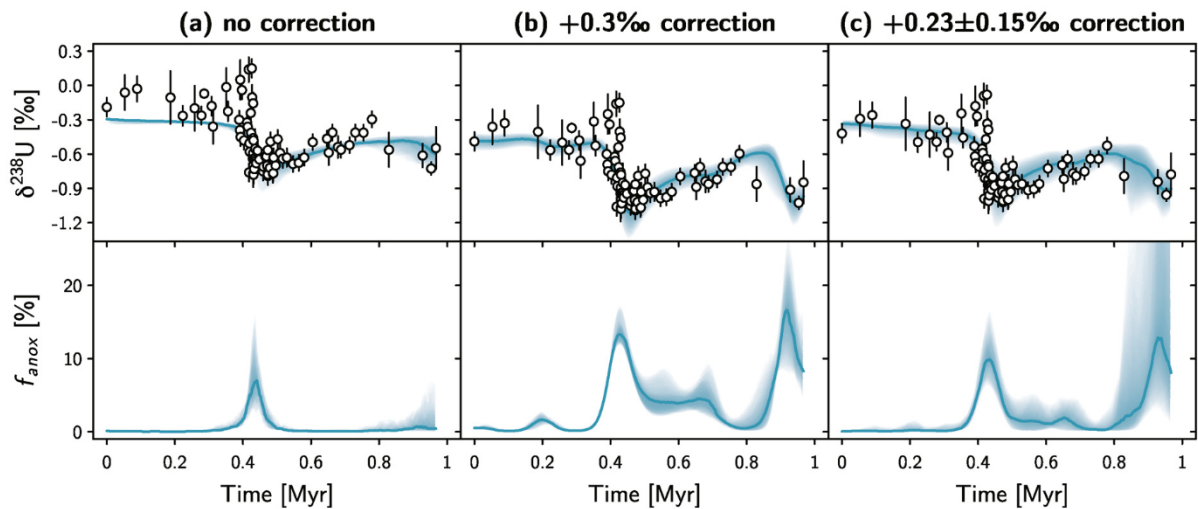 (a) no correction (b) +0.3‰ correction (c) +0.23±0.15‰ correction
0.3
0.0
-0.3
-0.6
-0.9
-1.2
δ²³⁸U [‰]
20
10
0
f_anox [%]
0 0.2 0.4 0.6 0.8 1 0 0.2 0.4 0.6 0.8 1 0 0.2 0.4 0.6 0.8 1
Time [Myr] Time [Myr] Time [Myr]